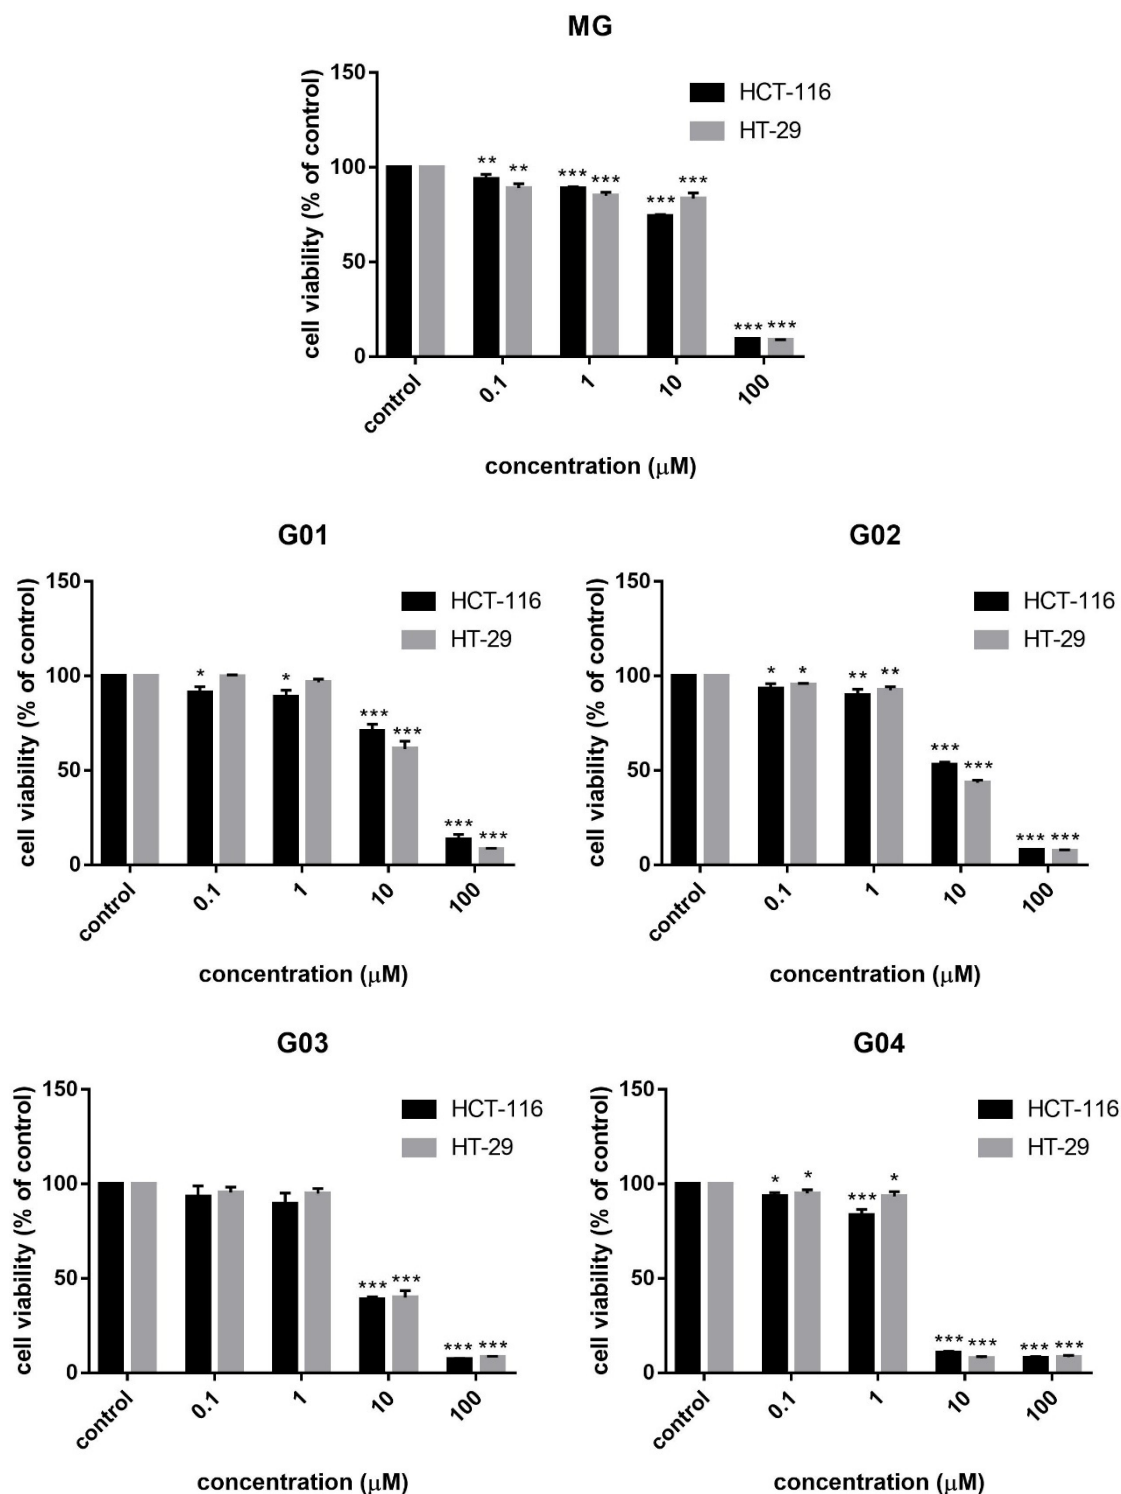 MG
cell viability (% of control)
150
100
50
0
HCT-116
HT-29
** ** *** *** *** *** *** ***
control 0.1 1 10 100
concentration (μM)
G01
cell viability (% of control)
150
100
50
0
HCT-116
HT-29
* * *** *** *** ***
control 0.1 1 10 100
concentration (μM)
G02
cell viability (% of control)
150
100
50
0
HCT-116
HT-29
* * ** ** *** *** *** ***
control 0.1 1 10 100
concentration (μM)
G03
cell viability (% of control)
150
100
50
0
HCT-116
HT-29
*** *** *** ***
control 0.1 1 10 100
concentration (μM)
G04
cell viability (% of control)
150
100
50
0
HCT-116
HT-29
* * *** * *** *** *** ***
control 0.1 1 10 100
concentration (μM)